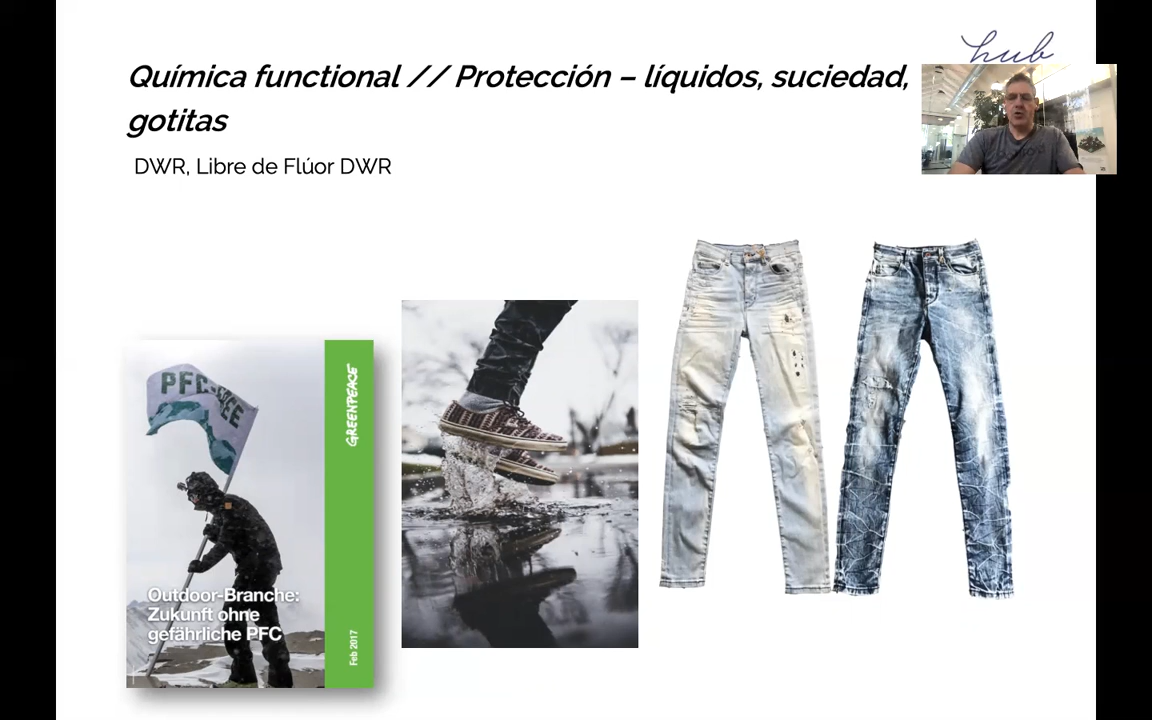 hub
Química functional // Protección – líquidos, suciedad,
gotitas
DWR, Libre de Flúor DWR
PFC-FREE
GREENPEACE
Outdoor-Branche:
Zukunft ohne
gefährliche PFC
Feb 2017